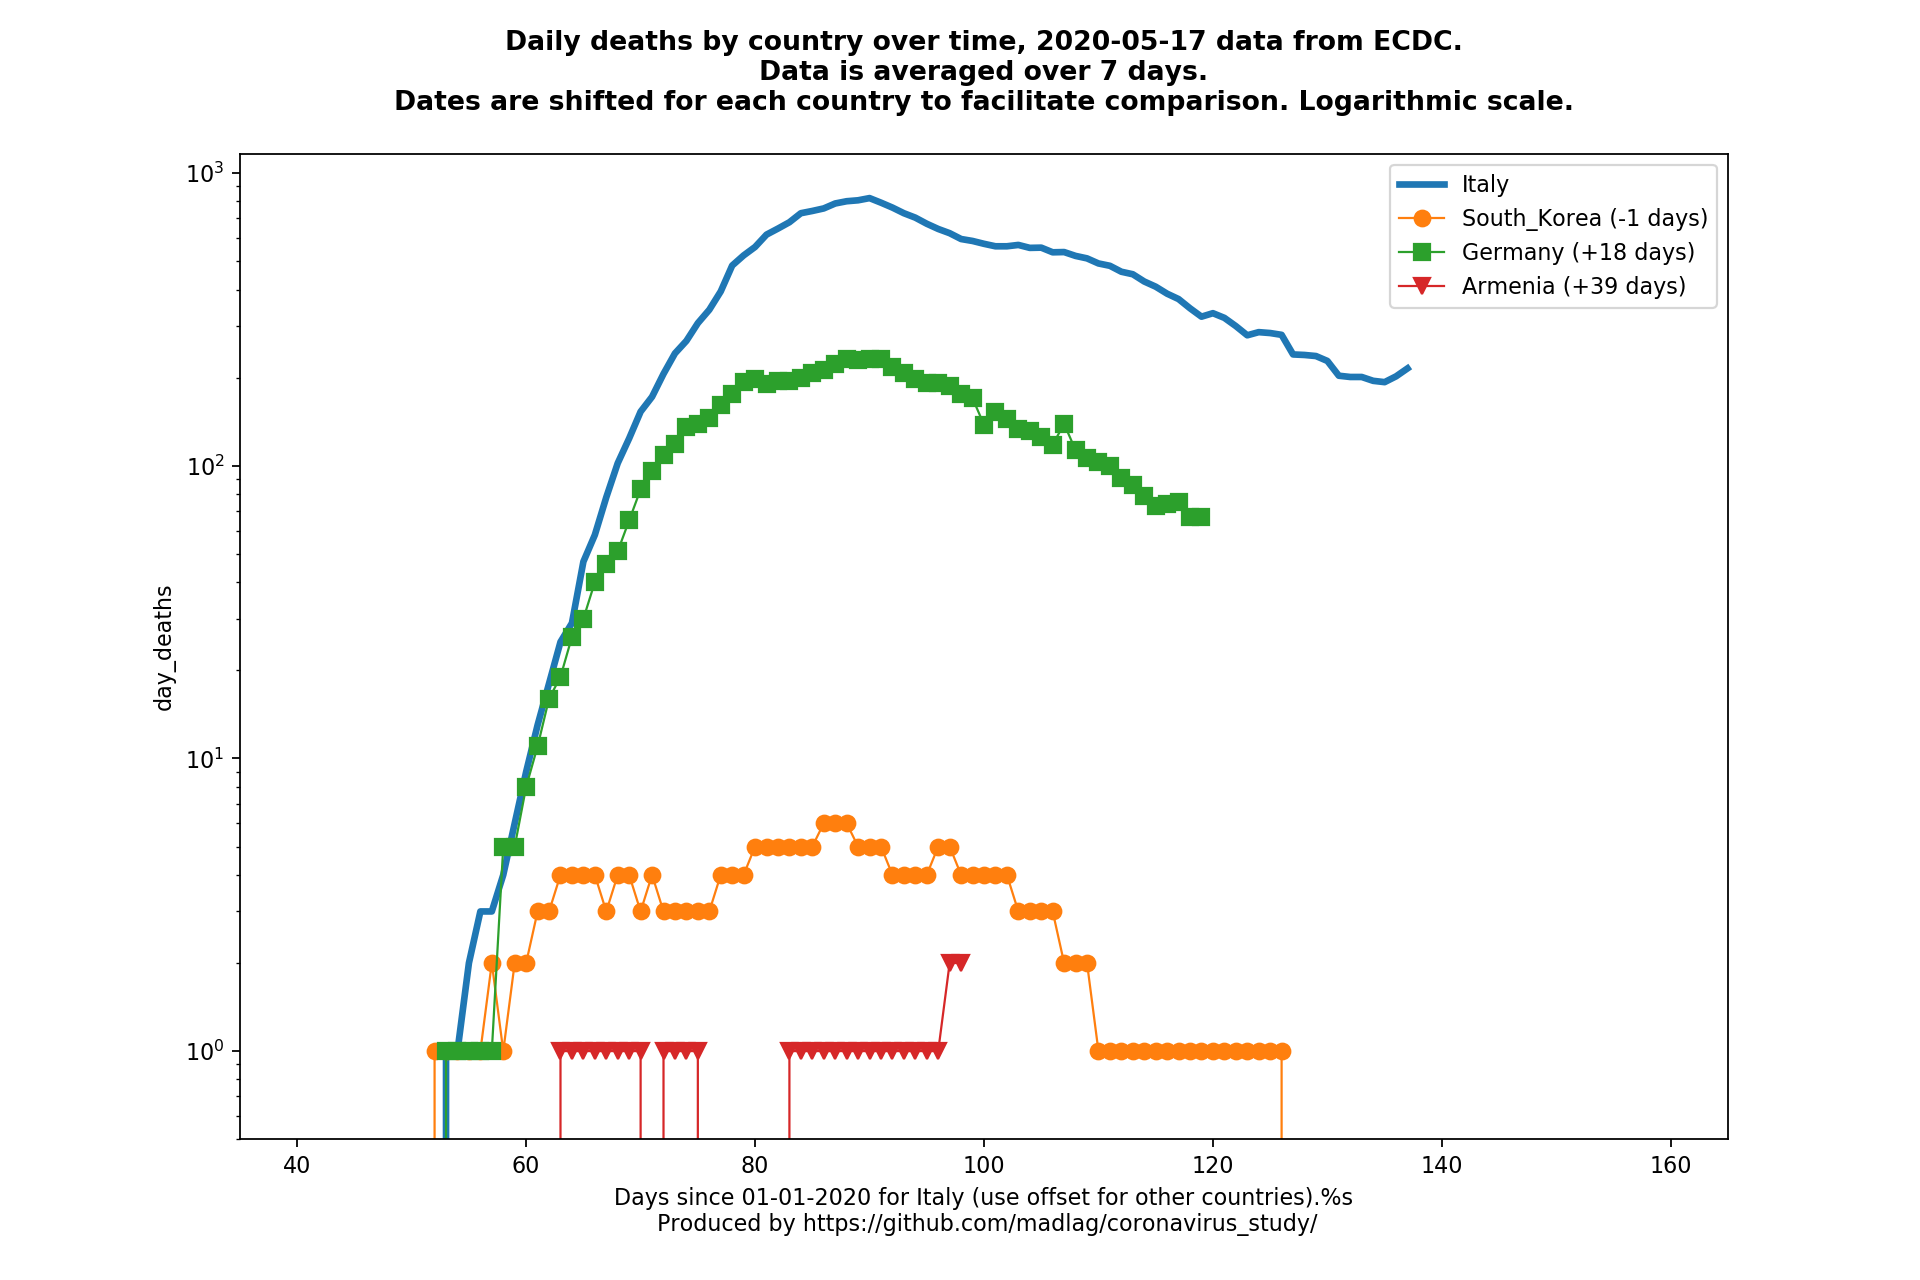 Daily deaths by country over time, 2020-05-17 data from ECDC.
Data is averaged over 7 days.
Dates are shifted for each country to facilitate comparison. Logarithmic scale.
10³
10²
10¹
10⁰
day_deaths
Italy
South_Korea (-1 days)
Germany (+18 days)
Armenia (+39 days)
40 60 80 100 120 140 160
Days since 01-01-2020 for Italy (use offset for other countries).%s
Produced by https://github.com/madlag/coronavirus_study/